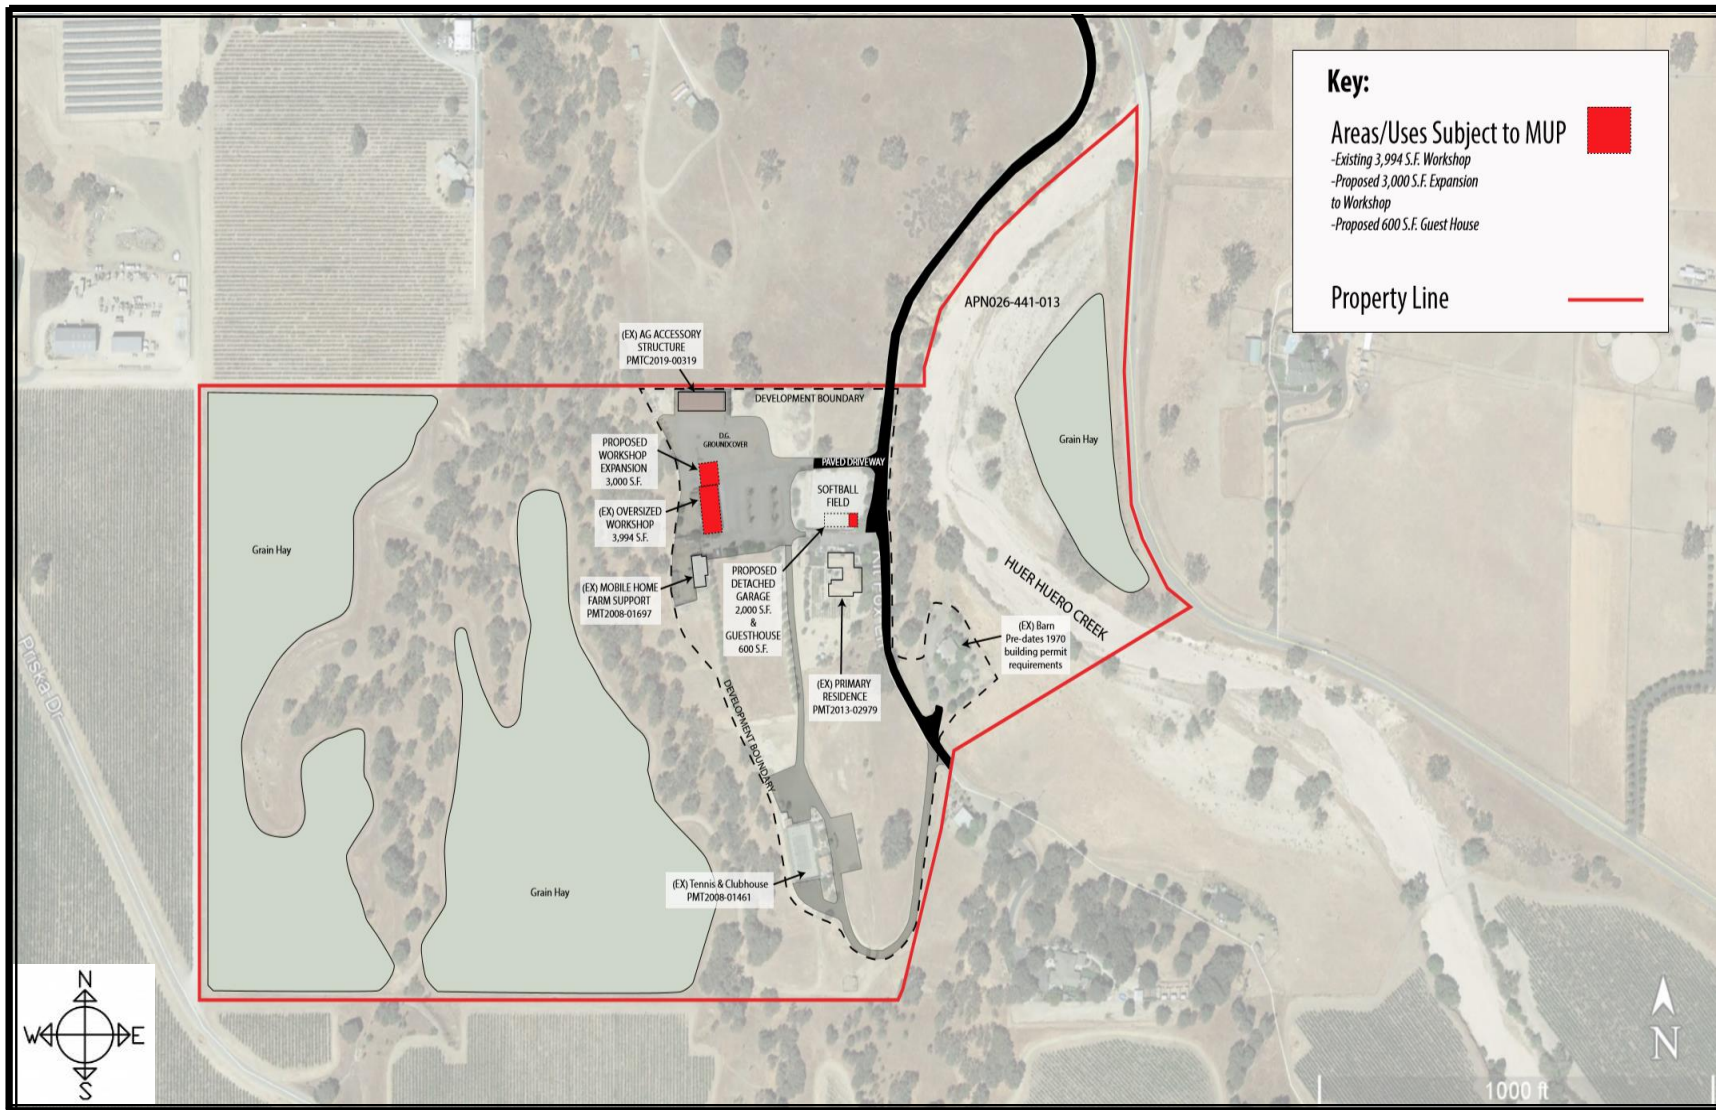 Key:
Areas/Uses Subject to MUP
-Existing 3,994 S.F. Workshop
-Proposed 3,000 S.F. Expansion
to Workshop
-Proposed 600 S.F. Guest House
Property Line
APN026-441-013
(EX) AG ACCESSORY
STRUCTURE
PMTC2019-00319
DEVELOPMENT BOUNDARY
D.G.
GROUNDCOVER
PROPOSED
WORKSHOP
EXPANSION
3,000 S.F.
PAVED DRIVEWAY
SOFTBALL
FIELD
(EX) OVERSIZED
WORKSHOP
3,994 S.F.
Grain Hay
Grain Hay
(EX) MOBILE HOME
FARM SUPPORT
PMT2008-01697
PROPOSED
DETACHED
GARAGE
2,000 S.F.
&
GUESTHOUSE
600 S.F.
HUER HUERO CREEK
(EX) Barn
Pre-dates 1970
building permit
requirements
(EX) PRIMARY
RESIDENCE
PMT2013-02979
DEVELOPMENT BOUNDARY
Priska Dr
(EX) Tennis & Clubhouse
PMT2008-01461
Grain Hay
N
W E
S
N
1000 ft